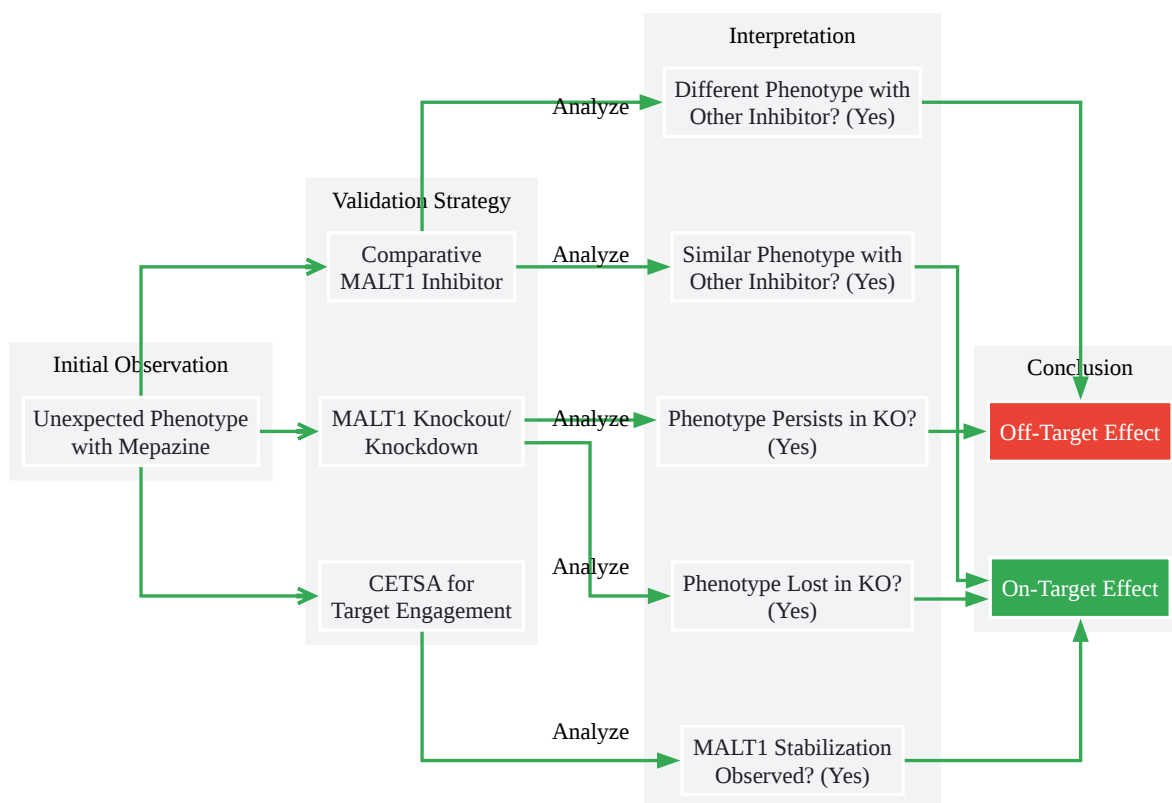 Interpretation
Different Phenotype with
Other Inhibitor? (Yes)
Analyze
Validation Strategy
Comparative
MALT1 Inhibitor
Analyze
Similar Phenotype with
Other Inhibitor? (Yes)
Initial Observation
Unexpected Phenotype
with Mepazine
MALT1 Knockout/
Knockdown
Analyze
Phenotype Persists in KO?
(Yes)
Conclusion
Off-Target Effect
CETSA for
Target Engagement
Analyze
Phenotype Lost in KO?
(Yes)
On-Target Effect
Analyze
MALT1 Stabilization
Observed? (Yes)